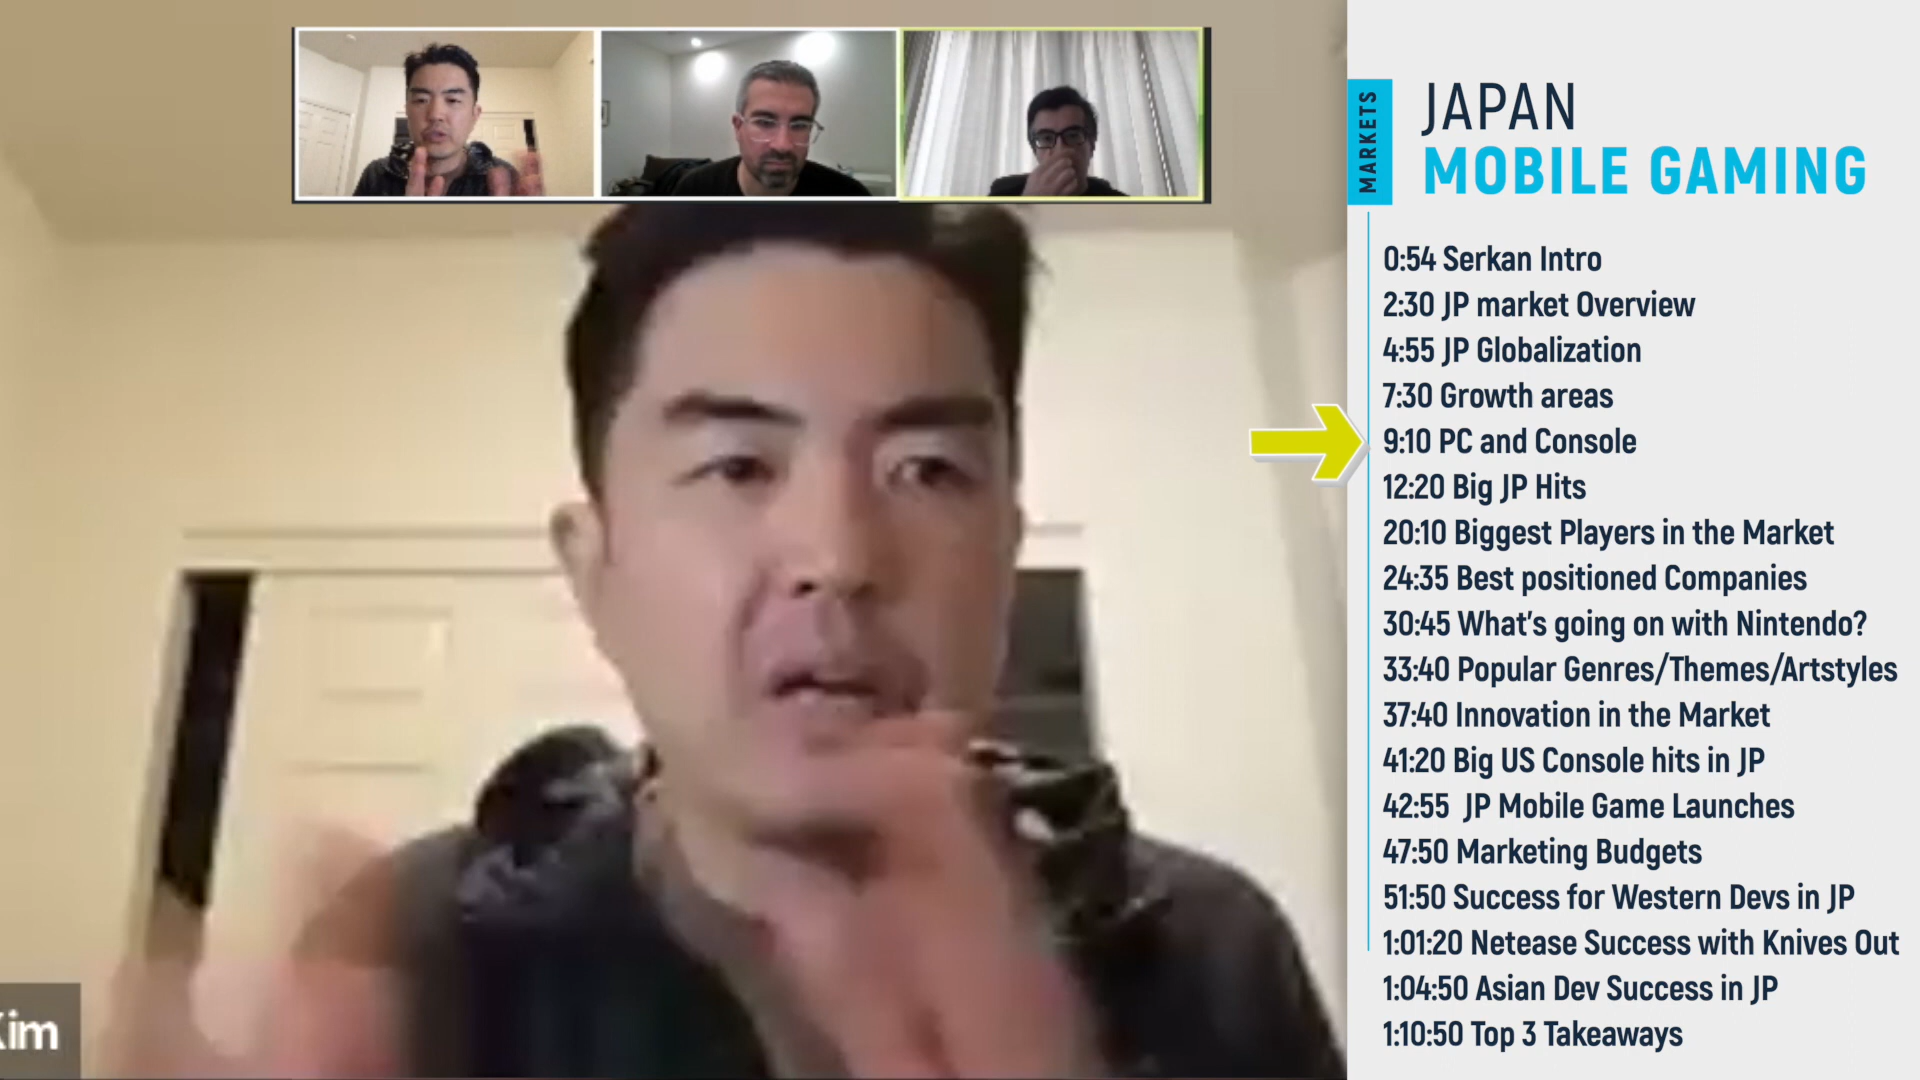 MARKETS
JAPAN
MOBILE GAMING
0:54 Serkan Intro
2:30 JP market Overview
4:55 JP Globalization
7:30 Growth areas
9:10 PC and Console
12:20 Big JP Hits
20:10 Biggest Players in the Market
24:35 Best positioned Companies
30:45 What's going on with Nintendo?
33:40 Popular Genres/Themes/Artstyles
37:40 Innovation in the Market
41:20 Big US Console hits in JP
42:55 JP Mobile Game Launches
47:50 Marketing Budgets
51:50 Success for Western Devs in JP
1:01:20 Netease Success with Knives Out
1:04:50 Asian Dev Success in JP
1:10:50 Top 3 Takeaways
Kim